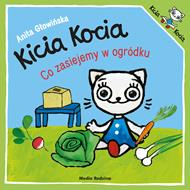 Anita Głowińska
Kicia Kocia
Kicia Kocia
Co zasiejemy w ogródku
Media Rodzina